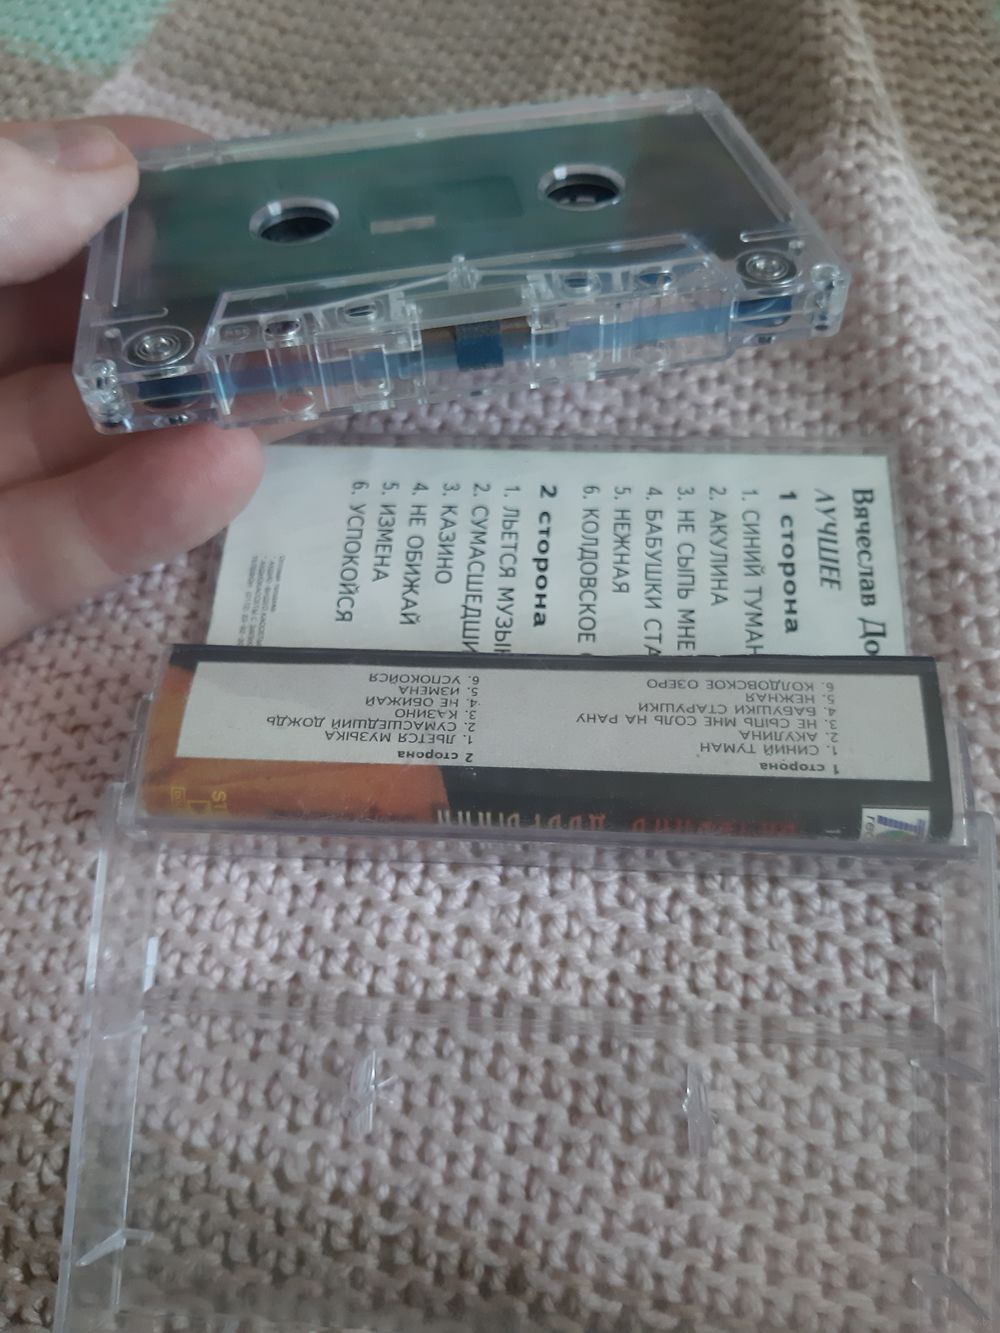 Вячеслав До
ЛУЧШЕЕ
1 сторона
1. СИНИЙ ТУМАН
2. АКУЛИНА
3. НЕ СЫПЬ МНЕ
4. БАБУШКИ СТА
5. НЕЖНАЯ
6. КОЛДОВСКОЕ
2 сторона
1. ЛЬЕТСЯ МУЗЫ
2. СУМАСШЕДШИ
3. КАЗИНО
4. НЕ ОБИЖАЙ
5. ИЗМЕНА
6. УСПОКОЙСЯ
1 сторона
1. СИНИЙ ТУМАН
2. АКУЛИНА
3. НЕ СЫПЬ МНЕ СОЛЬ НА РАНУ
4. БАБУШКИ СТАРУШКИ
5. НЕЖНАЯ
6. КОЛДОВСКОЕ ОЗЕРО
2 сторона
1. ЛЬЕТСЯ МУЗЫКА
2. СУМАСШЕДШИЙ ДОЖДЬ
3. КАЗИНО
4. НЕ ОБИЖАЙ
5. ИЗМЕНА
6. УСПОКОЙСЯ